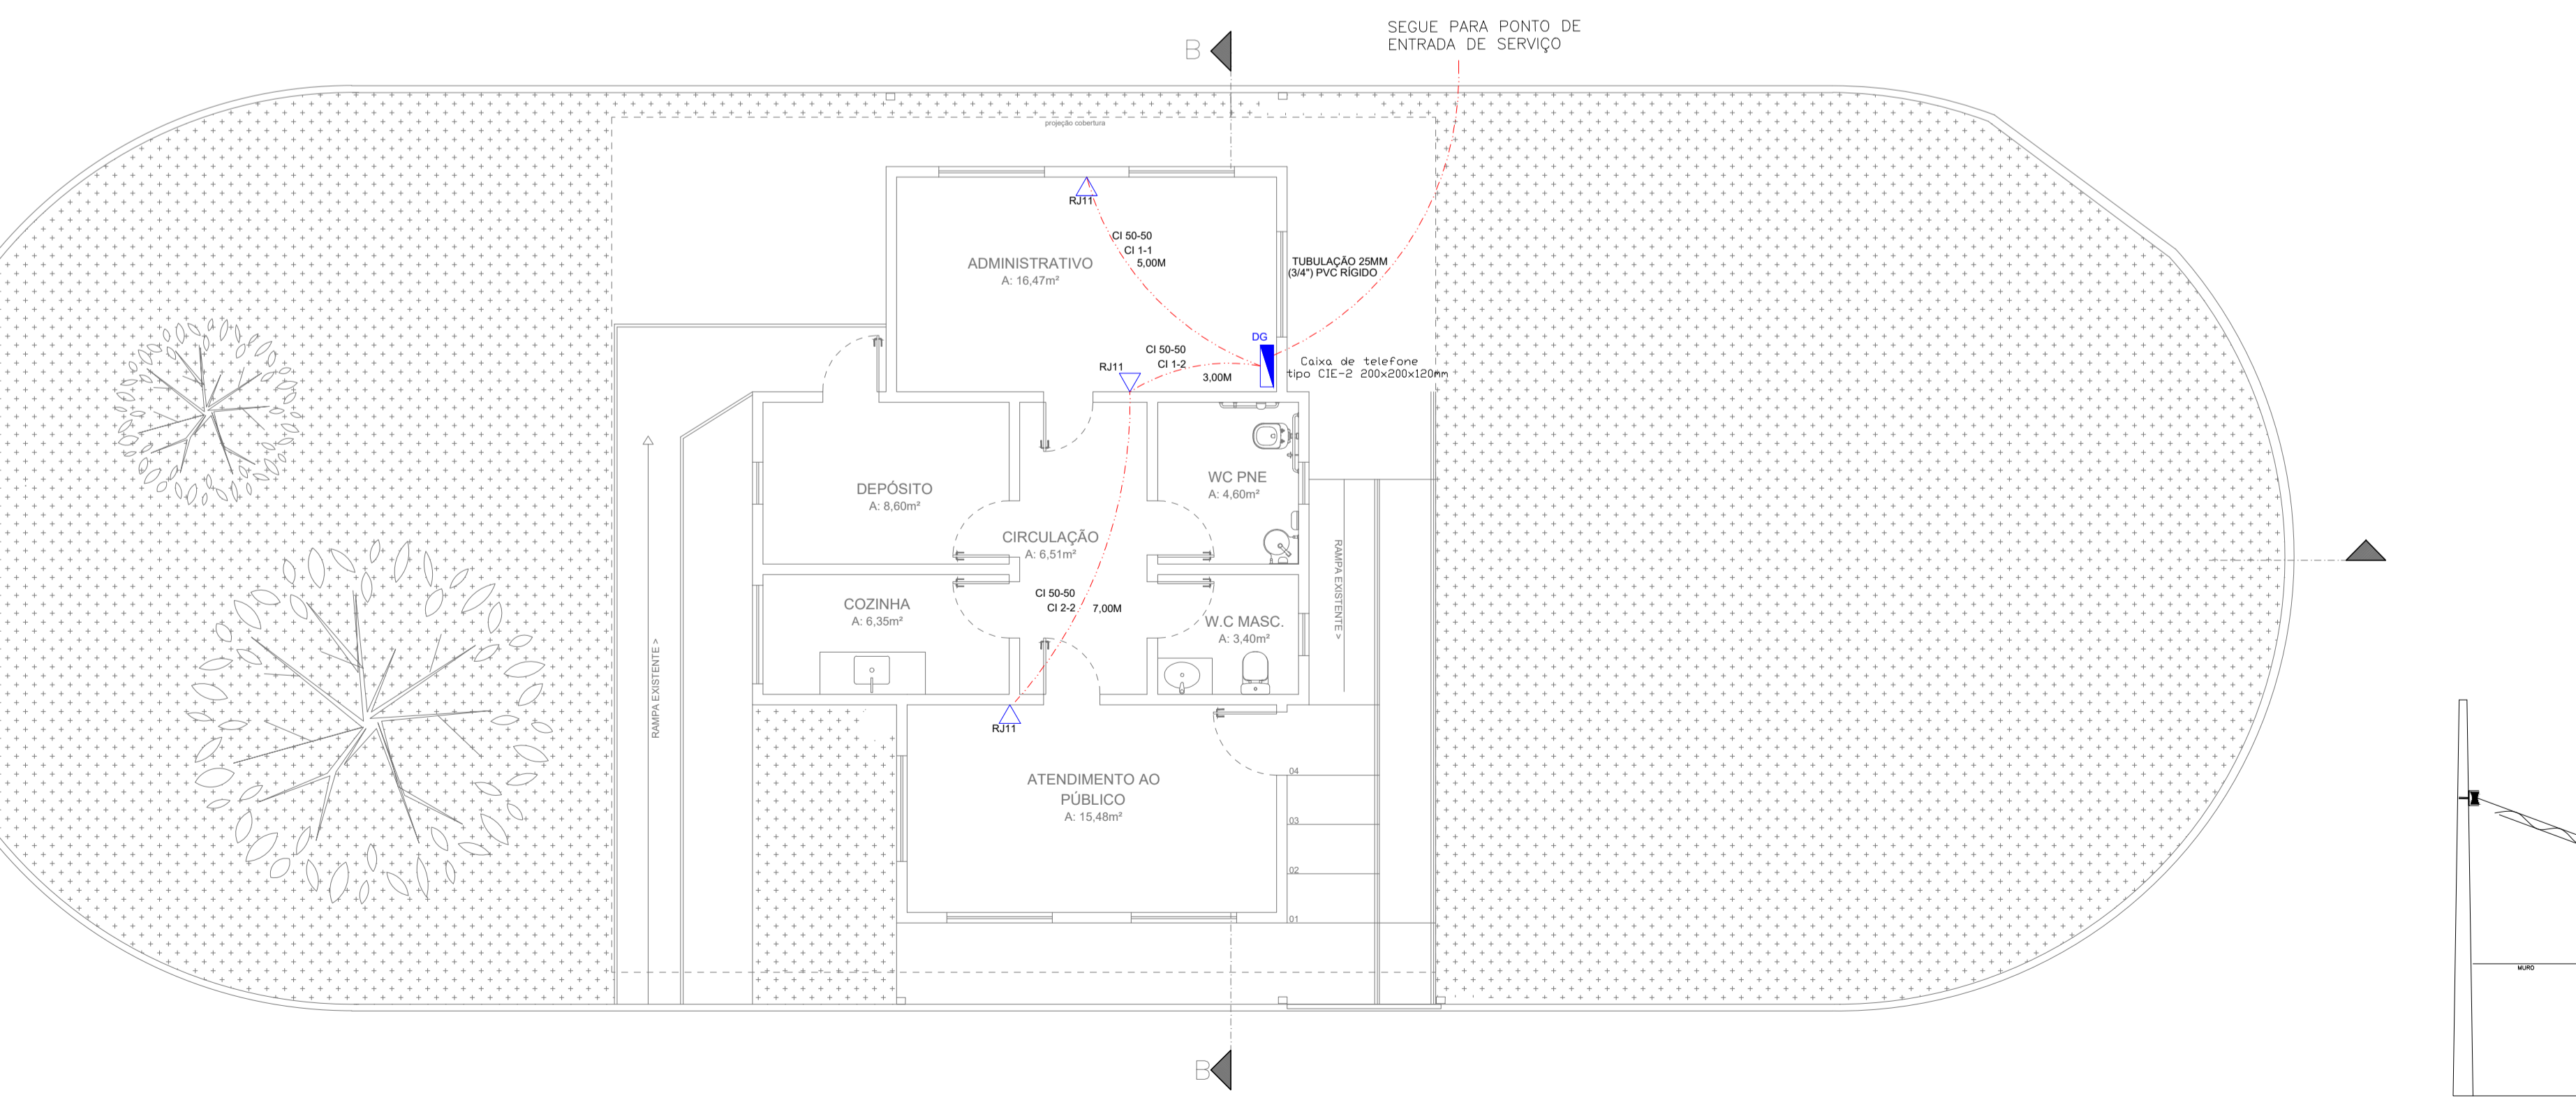 SEGUE PARA PONTO DE
ENTRADA DE SERVIÇO
B
projeção cobertura
RJ11
CI 50-50
CI 1-1
5,00M
ADMINISTRATIVO
A: 16,47m²
TUBULAÇÃO 25MM
(3/4") PVC RÍGIDO
DG
CI 50-50
CI 1-2
3,00M
RJ11
Caixa de telefone
tipo CIE-2 200x200x120mm
DEPÓSITO
A: 8,60m²
WC PNE
A: 4,60m²
CIRCULAÇÃO
A: 6,51m²
RAMPA EXISTENTE >
COZINHA
A: 6,35m²
CI 50-50
CI 2-2
7,00M
W.C MASC.
A: 3,40m²
RAMPA EXISTENTE >
RJ11
ATENDIMENTO AO
PÚBLICO
A: 15,48m²
04
03
02
01
MURO
B